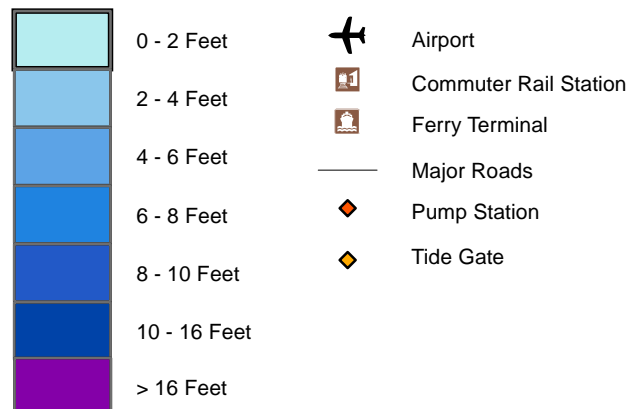 0 - 2 Feet
2 - 4 Feet
4 - 6 Feet
6 - 8 Feet
8 - 10 Feet
10 - 16 Feet
> 16 Feet
Airport
Commuter Rail Station
Ferry Terminal
Major Roads
Pump Station
Tide Gate